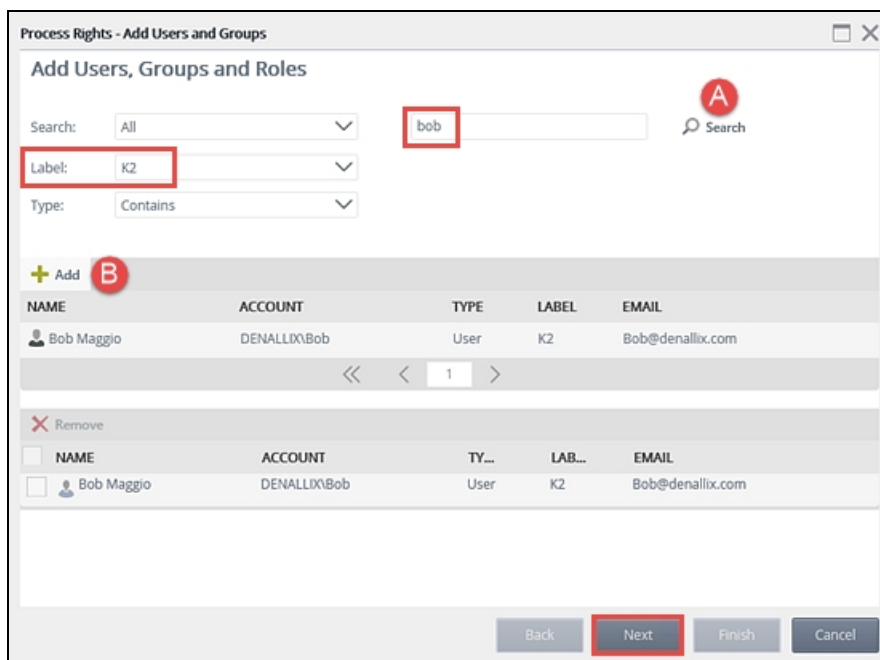 Process Rights - Add Users and Groups
Add Users, Groups and Roles
A
Search: All bob Search
Label: K2
Type: Contains
Add B
NAME ACCOUNT TYPE LABEL EMAIL
Bob Maggio DENALLIX\Bob User K2 Bob@denallix.com
1
Remove
NAME ACCOUNT TY... LAB... EMAIL
Bob Maggio DENALLIX\Bob User K2 Bob@denallix.com
Back Next Finish Cancel